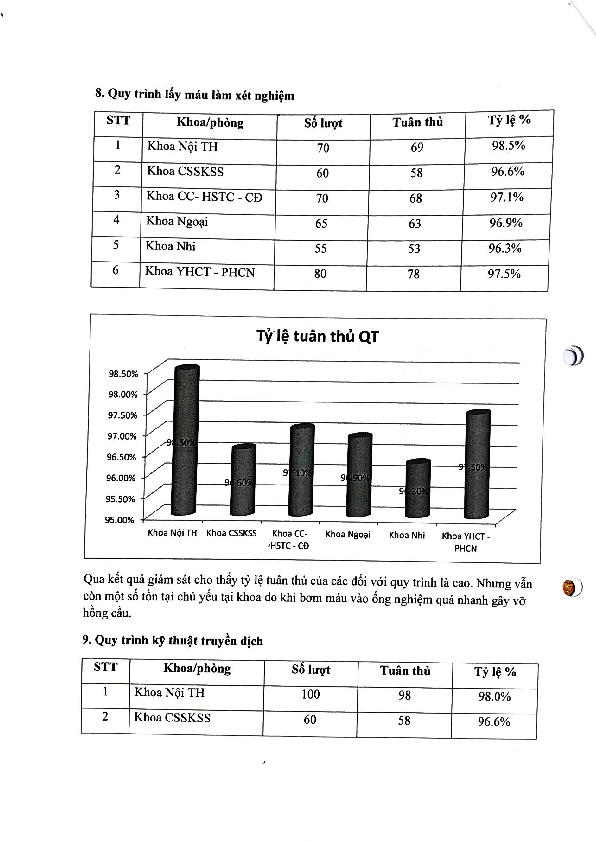 8. Quy trình lấy máu làm xét nghiệm
STT Khoa/phòng Số lượt Tuân thủ Tỷ lệ %
1 Khoa Nội TH 70 69 98.5%
2 Khoa CSSKSS 60 58 96.6%
3 Khoa CC- HSTC - CĐ 70 68 97.1%
4 Khoa Ngoại 65 63 96.9%
5 Khoa Nhi 55 53 96.3%
6 Khoa YHCT - PHCN 80 78 97.5%
Tỷ lệ tuân thủ QT
98.50%
98.00%
97.50%
97.00%
96.50%
96.00%
95.50%
95.00%
98.50% 96.60% 97.10% 96.90% 96.30% 97.50%
Khoa Nội TH Khoa CSSKSS Khoa CC- Khoa Ngoại Khoa Nhi Khoa YHCT -
HSTC - CĐ PHCN
Qua kết quả giám sát cho thấy tỷ lệ tuân thủ của các đối với quy trình là cao. Nhưng vẫn
còn một số tồn tại chủ yếu tại khoa do khi bơm máu vào ống nghiệm quá nhanh gây vỡ
hồng cầu.
9. Quy trình kỹ thuật truyền dịch
STT Khoa/phòng Số lượt Tuân thủ Tỷ lệ %
1 Khoa Nội TH 100 98 98.0%
2 Khoa CSSKSS 60 58 96.6%